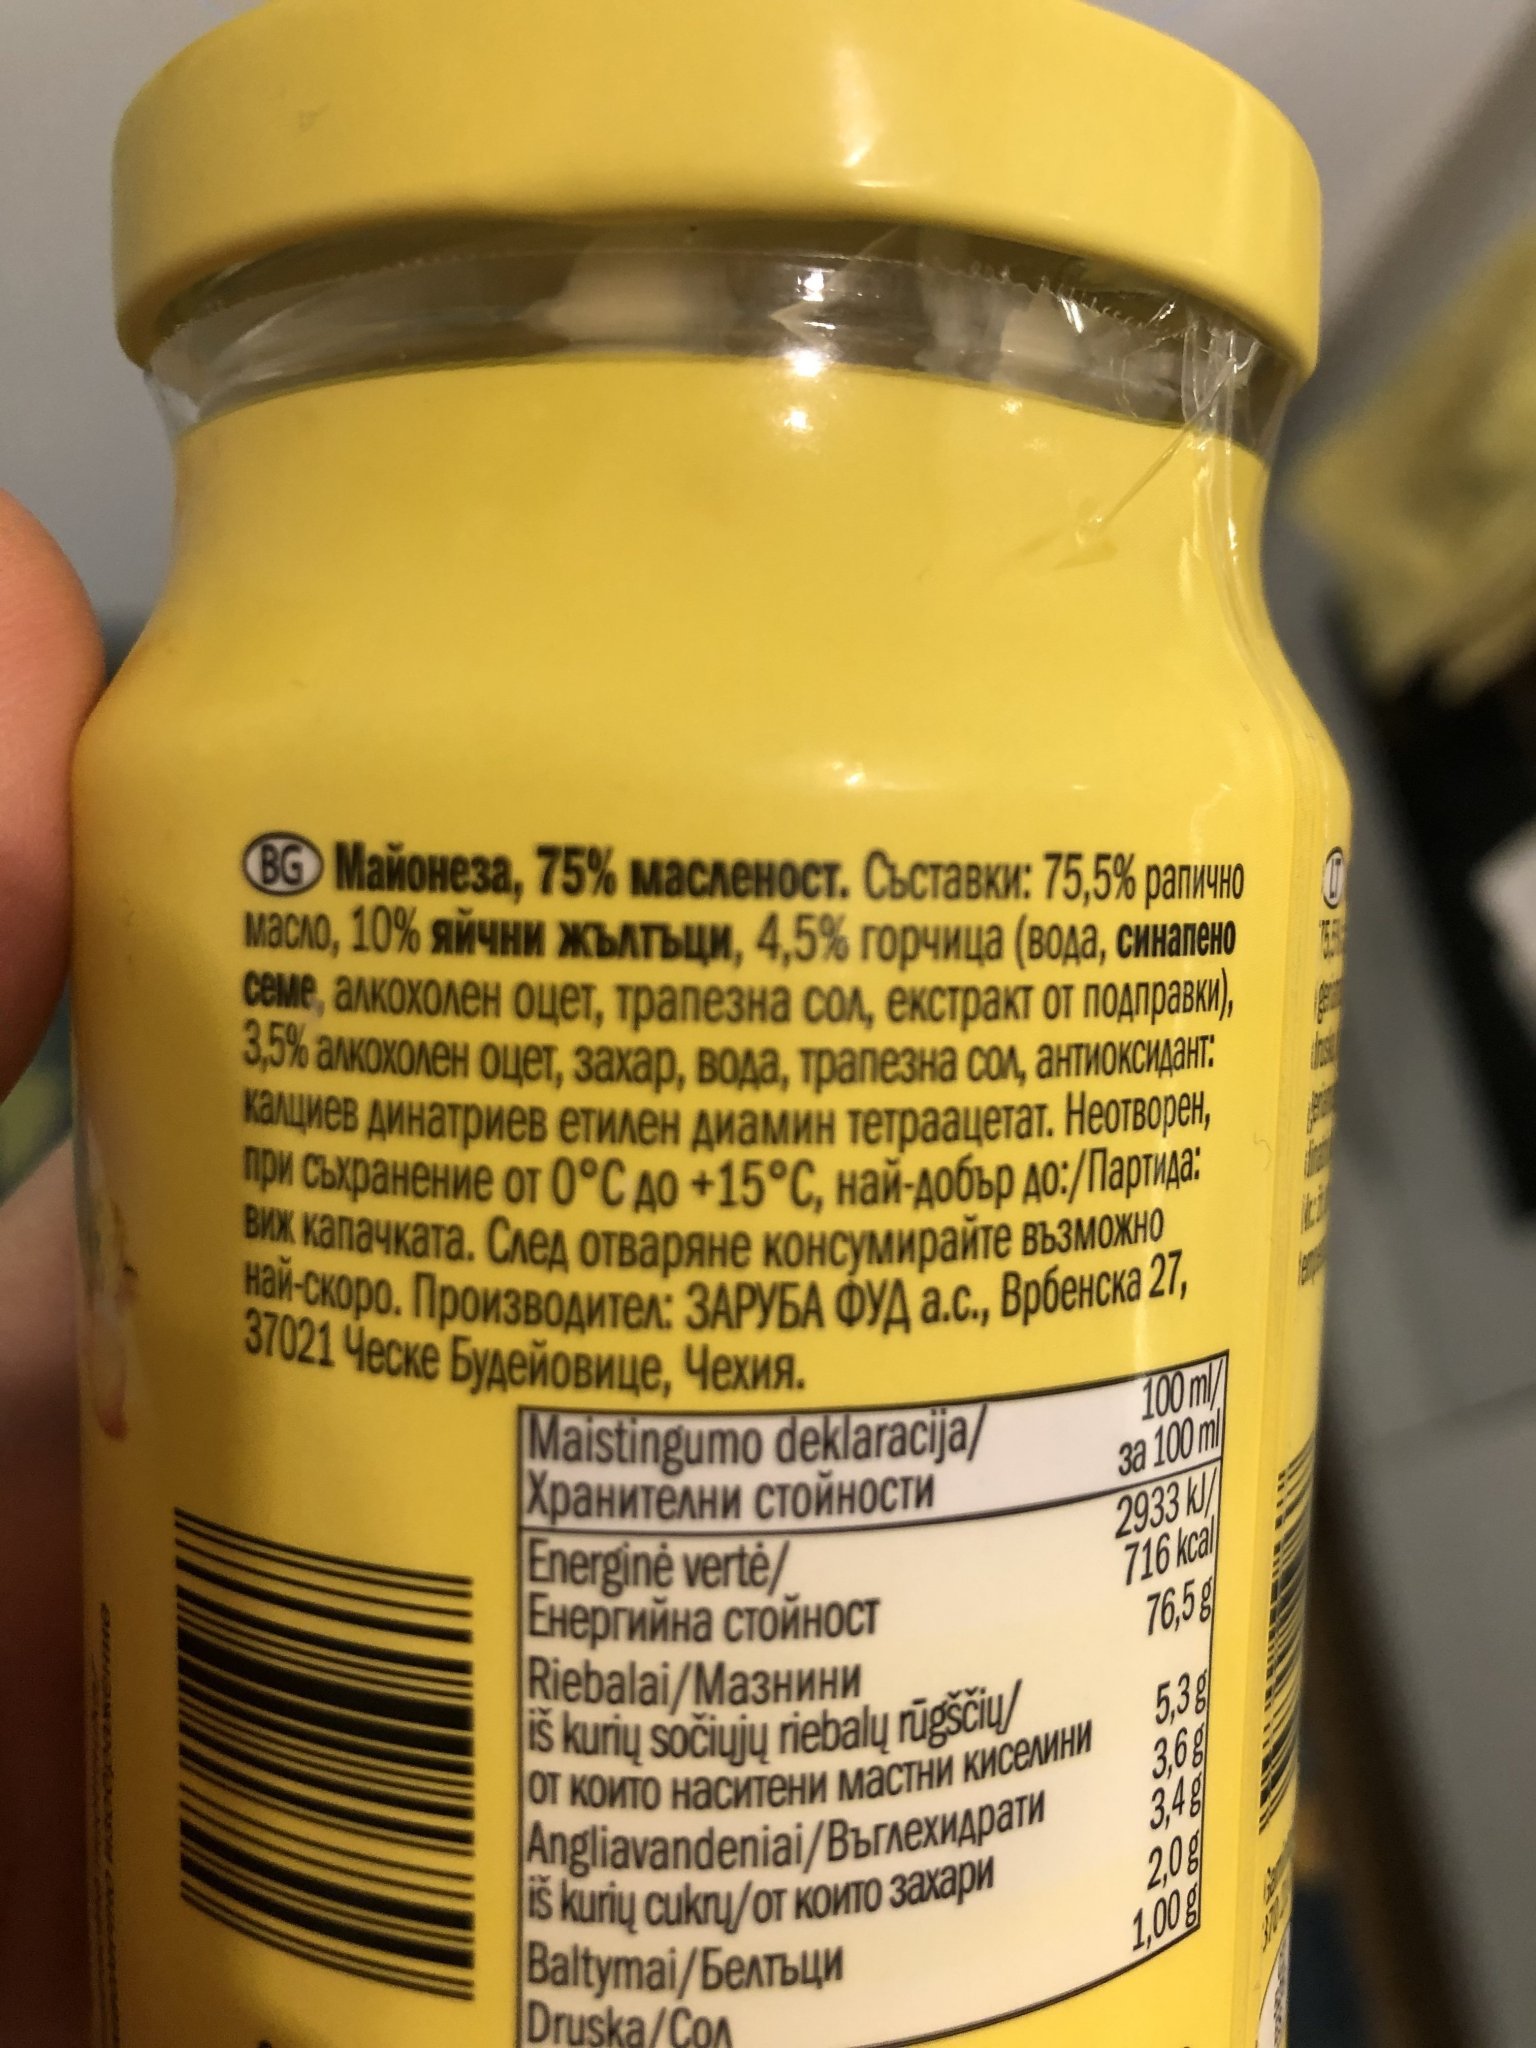 BG Майонеза, 75% масленост. Съставки: 75,5% рапично
масло, 10% яйчни жълтъци, 4,5% горчица (вода, синапено
семе, алкохолен оцет, трапезна сол, екстракт от подправки),
3,5% алкохолен оцет, захар, вода, трапезна сол, антиоксидант:
калциев динатриев етилен диамин тетраацетат. Неотворен,
при съхранение от 0°C до +15°C, най-добър до:/Партида:
виж капачката. След отваряне консумирайте възможно
най-скоро. Производител: ЗАРУБА ФУД а.с., Врбенска 27,
37021 Ческе Будейовице, Чехия.
Maistingumo deklaracija/ 100 ml/
Хранителни стойности за 100 ml
Energinė vertė/ 2933 kJ/
Енергийна стойност 716 kcal
Riebalai/Мазнини 76,5 g
iš kurių sočiųjų riebalų rūgščių/
от които наситени мастни киселини 5,3 g
Angliavandeniai/Въглехидрати 3,6 g
iš kurių cukrų/от които захари 3,4 g
Baltymai/Белтъци 2,0 g
Druska/Сол 1,00 g
LT